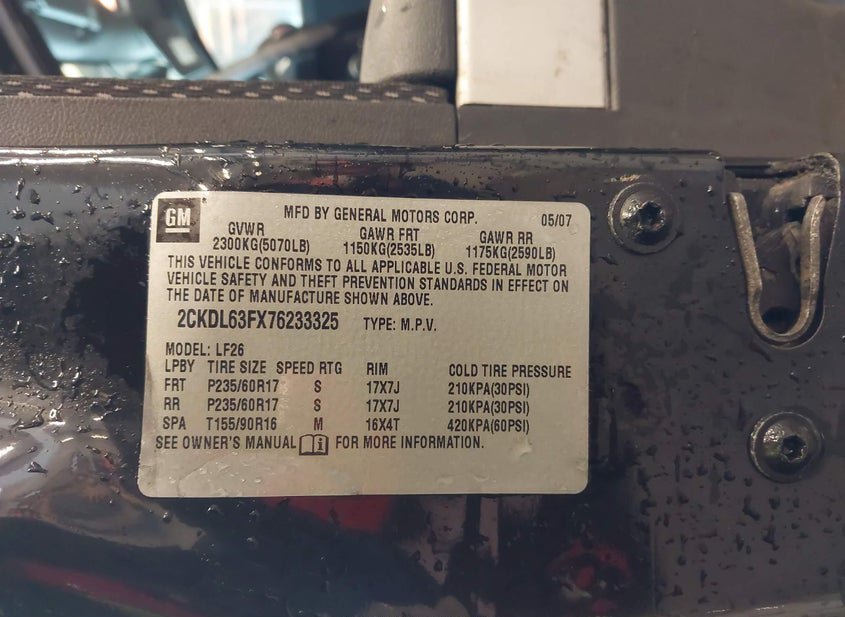 GM
MFD BY GENERAL MOTORS CORP. 05/07
GVWR GAWR FRT GAWR RR
2300KG(5070LB) 1150KG(2535LB) 1175KG(2590LB)
THIS VEHICLE CONFORMS TO ALL APPLICABLE U.S. FEDERAL MOTOR
VEHICLE SAFETY AND THEFT PREVENTION STANDARDS IN EFFECT ON
THE DATE OF MANUFACTURE SHOWN ABOVE.
2CKDL63FX76233325 TYPE: M.P.V.
MODEL: LF26
LPBY TIRE SIZE SPEED RTG RIM COLD TIRE PRESSURE
FRT P235/60R17 S 17X7J 210KPA(30PSI)
RR P235/60R17 S 17X7J 210KPA(30PSI)
SPA T155/90R16 M 16X4T 420KPA(60PSI)
SEE OWNER'S MANUAL i FOR MORE INFORMATION.